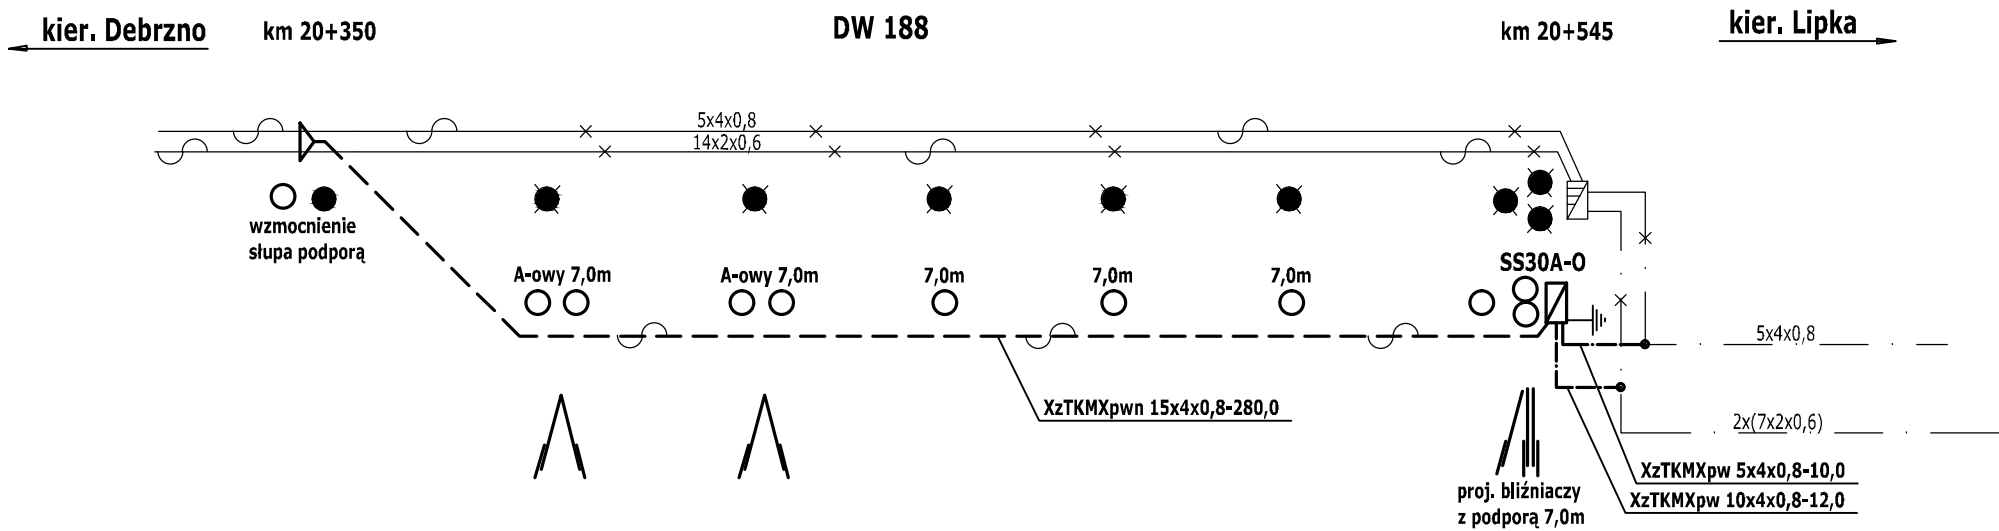 kier. Debrzno
km 20+350
DW 188
km 20+545
kier. Lipka
5x4x0,8
14x2x0,6
wzmocnienie
słupa podporą
A-owy 7,0m
A-owy 7,0m
7,0m
7,0m
7,0m
SS30A-O
5x4x0,8
XzTKMXpwn 15x4x0,8-280,0
2x(7x2x0,6)
XzTKMXpw 5x4x0,8-10,0
XzTKMXpw 10x4x0,8-12,0
proj. bliźniaczy
z podporą 7,0m